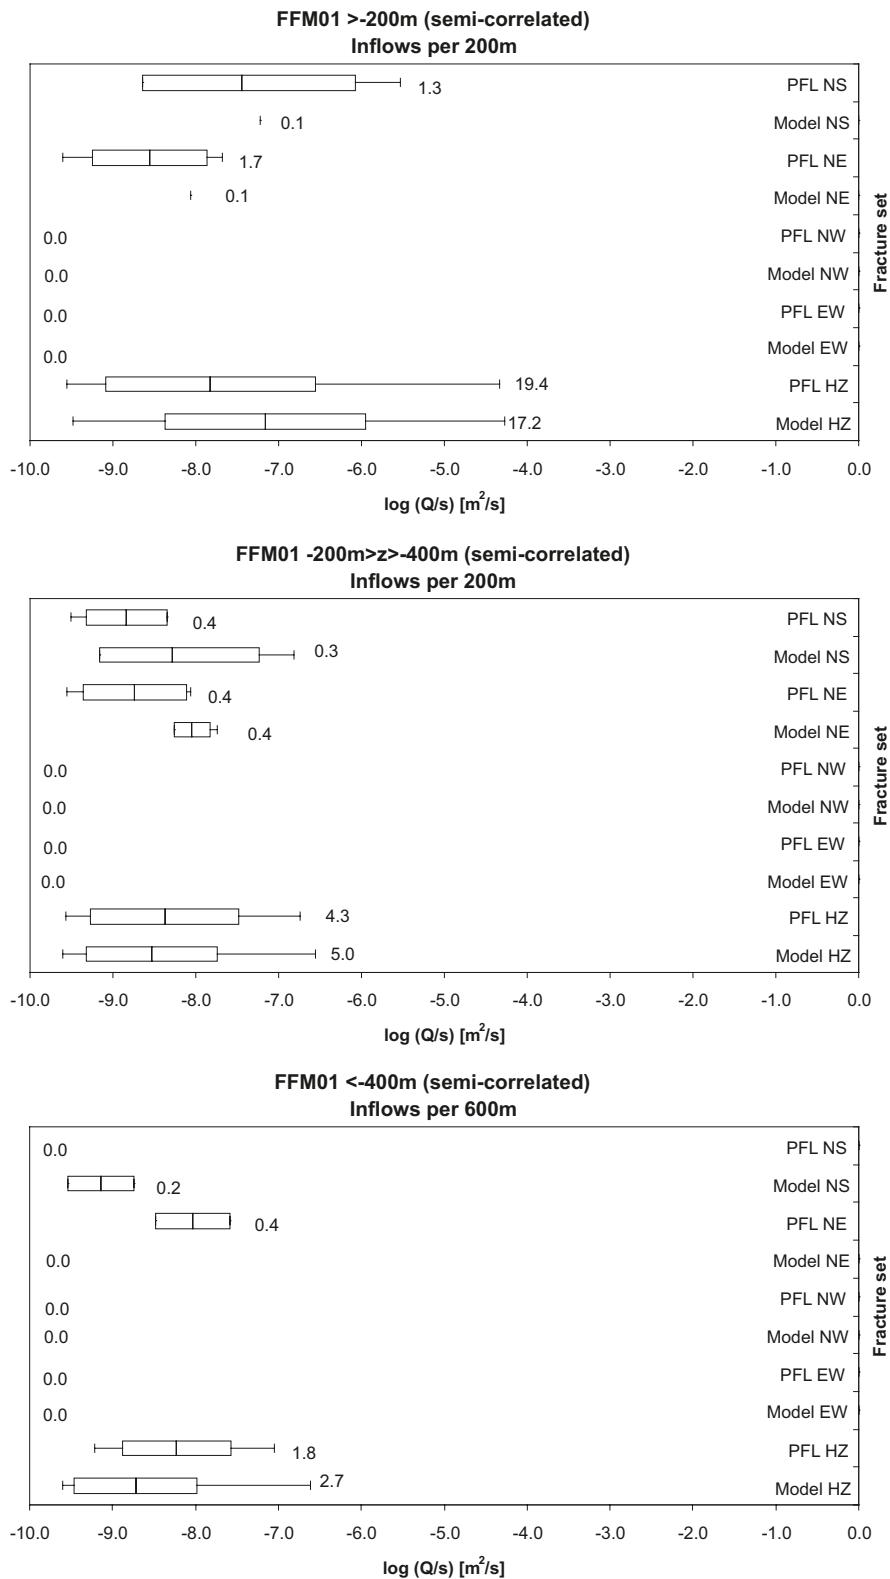 FFM01 >-200m (semi-correlated)
Inflows per 200m
1.3 PFL NS
0.1 Model NS
1.7 PFL NE
0.1 Model NE
0.0 PFL NW
0.0 Model NW
0.0 PFL EW
0.0 Model EW
19.4 PFL HZ
17.2 Model HZ
Fracture set
-10.0 -9.0 -8.0 -7.0 -6.0 -5.0 -4.0 -3.0 -2.0 -1.0 0.0
log (Q/s) [m²/s]
FFM01 -200m>z>-400m (semi-correlated)
Inflows per 200m
0.4 PFL NS
0.3 Model NS
0.4 PFL NE
0.4 Model NE
0.0 PFL NW
0.0 Model NW
0.0 PFL EW
0.0 Model EW
4.3 PFL HZ
5.0 Model HZ
Fracture set
-10.0 -9.0 -8.0 -7.0 -6.0 -5.0 -4.0 -3.0 -2.0 -1.0 0.0
log (Q/s) [m²/s]
FFM01 <-400m (semi-correlated)
Inflows per 600m
0.0 PFL NS
0.2 Model NS
0.4 PFL NE
0.0 Model NE
0.0 PFL NW
0.0 Model NW
0.0 PFL EW
0.0 Model EW
1.8 PFL HZ
2.7 Model HZ
Fracture set
-10.0 -9.0 -8.0 -7.0 -6.0 -5.0 -4.0 -3.0 -2.0 -1.0 0.0
log (Q/s) [m²/s]